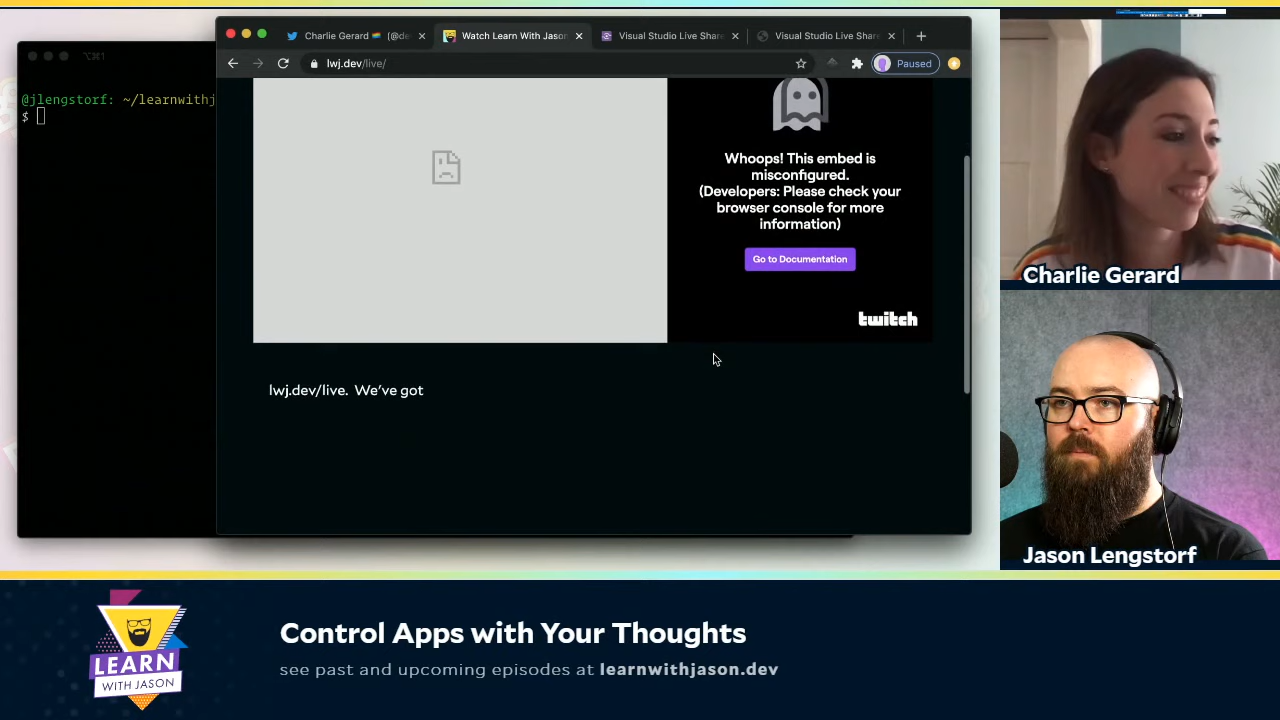 Charlie Gerard
Watch Learn With Jason
Visual Studio Live Share
Visual Studio Live Share
lwj.dev/live/
Paused
@jlengstorf: ~/learnwithj
$
Whoops! This embed is
misconfigured.
(Developers: Please check your
browser console for more
information)
Go to Documentation
twitch
lwj.dev/live. We've got
Charlie Gerard
Jason Lengstorf
LEARN
WITH JASON
Control Apps with Your Thoughts
see past and upcoming episodes at learnwithjason.dev